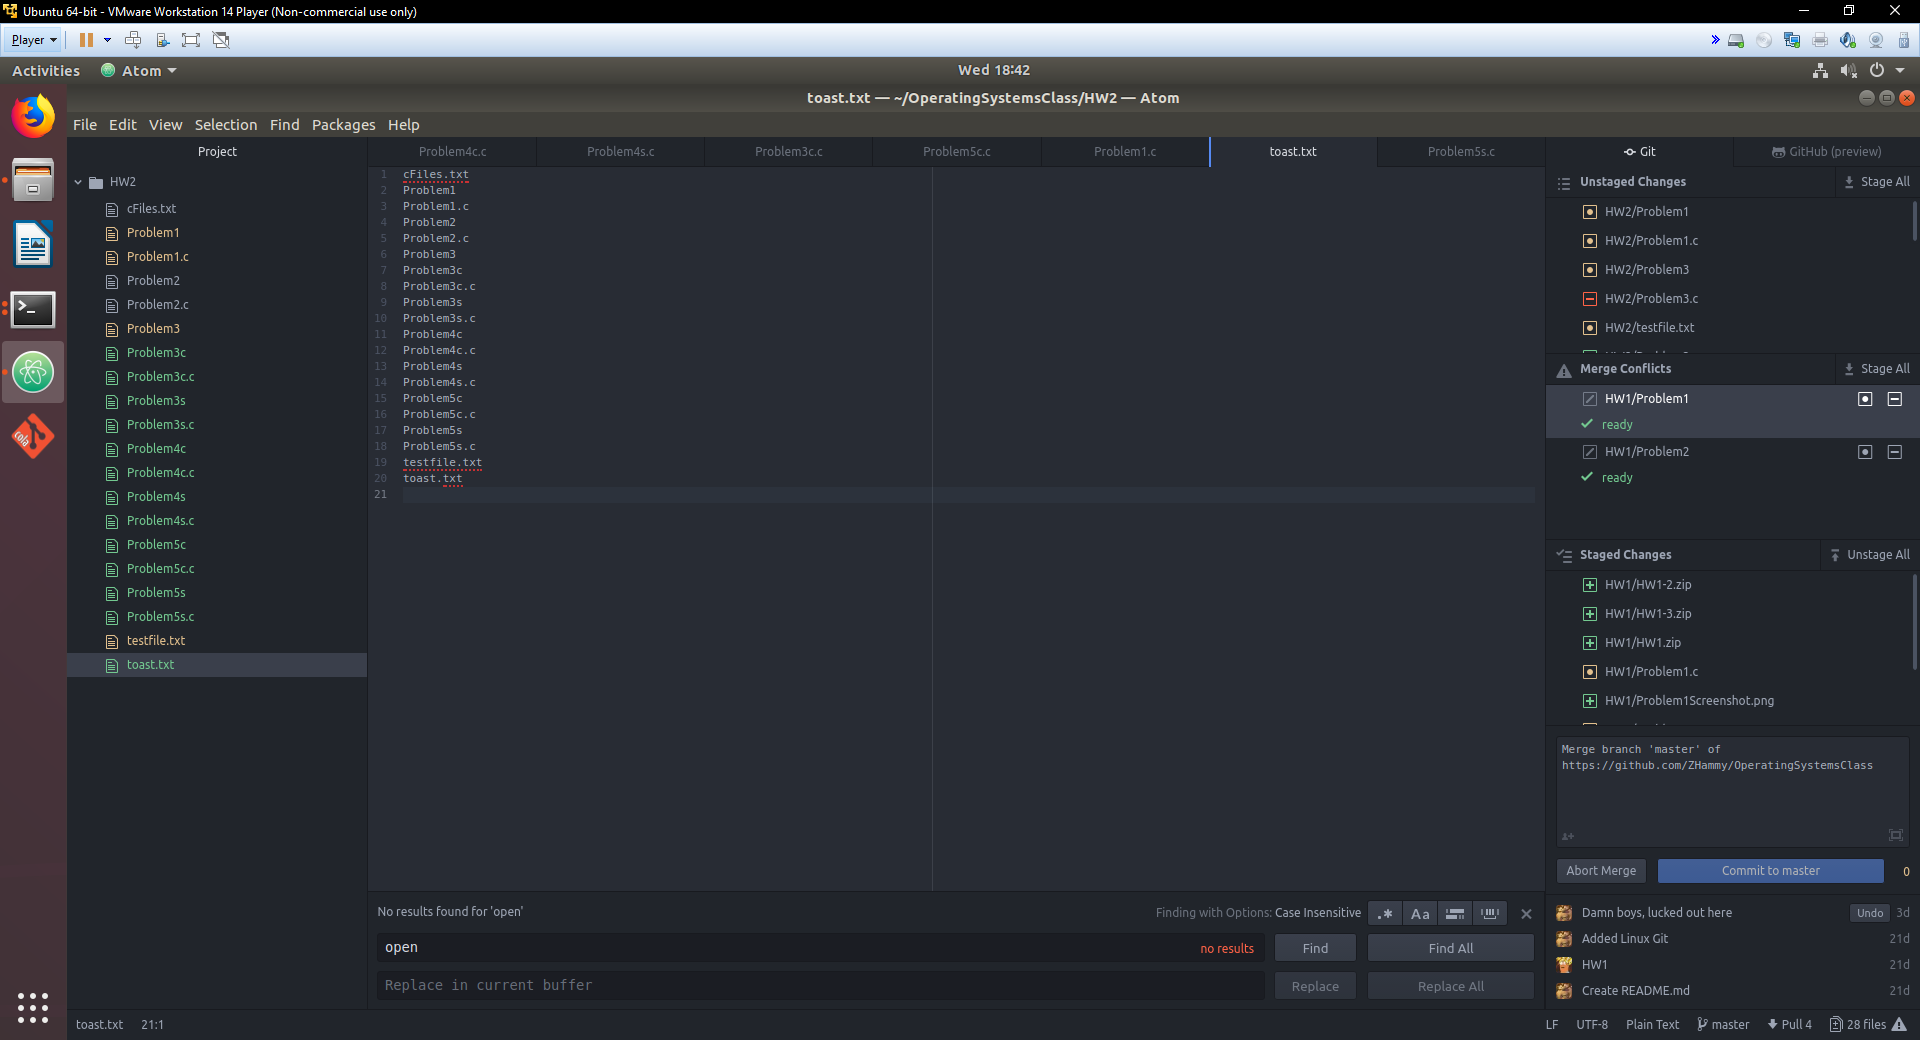 Ubuntu 64-bit - VMware Workstation 14 Player (Non-commercial use only)
Player
Activities
Atom
Wed 18:42
toast.txt — ~/OperatingSystemsClass/HW2 — Atom
File Edit View Selection Find Packages Help
Project
HW2
cFiles.txt
Problem1
Problem1.c
Problem2
Problem2.c
Problem3
Problem3c
Problem3c.c
Problem3s
Problem3s.c
Problem4c
Problem4c.c
Problem4s
Problem4s.c
Problem5c
Problem5c.c
Problem5s
Problem5s.c
testfile.txt
toast.txt
cola
Problem4c.c Problem4s.c Problem3c.c Problem5c.c Problem1.c toast.txt Problem5s.c
1 cFiles.txt
2 Problem1
3 Problem1.c
4 Problem2
5 Problem2.c
6 Problem3
7 Problem3c
8 Problem3c.c
9 Problem3s
10 Problem3s.c
11 Problem4c
12 Problem4c.c
13 Problem4s
14 Problem4s.c
15 Problem5c
16 Problem5c.c
17 Problem5s
18 Problem5s.c
19 testfile.txt
20 toast.txt
21
No results found for 'open'
Finding with Options: Case Insensitive
.* Aa
open
no results
Find
Find All
Replace in current buffer
Replace
Replace All
Git
GitHub (preview)
Unstaged Changes
Stage All
HW2/Problem1
HW2/Problem1.c
HW2/Problem3
HW2/Problem3.c
HW2/testfile.txt
Merge Conflicts
Stage All
HW1/Problem1
ready
HW1/Problem2
ready
Staged Changes
Unstage All
HW1/HW1-2.zip
HW1/HW1-3.zip
HW1/HW1.zip
HW1/Problem1.c
HW1/Problem1Screenshot.png
Merge branch 'master' of
https://github.com/ZHammy/OperatingSystemsClass
Abort Merge
Commit to master
0
Damn boys, lucked out here Undo 3d
Added Linux Git 21d
HW1 21d
Create README.md 21d
toast.txt 21:1
LF UTF-8 Plain Text master Pull 4 28 files